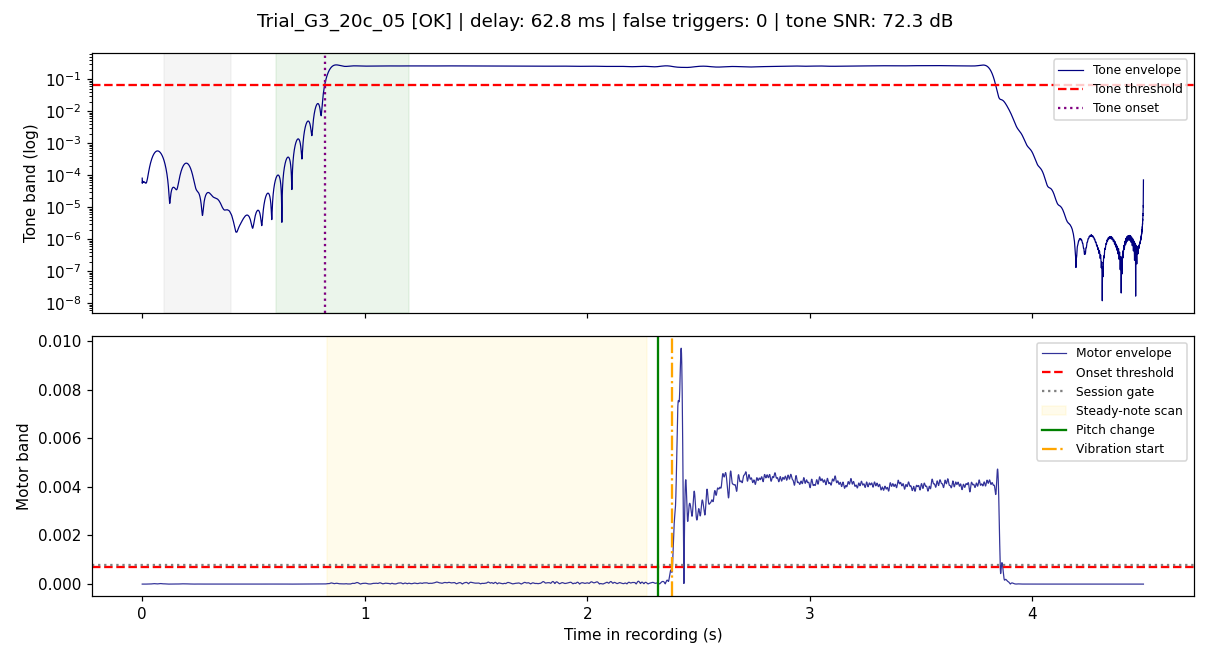 Trial_G3_20c_05 [OK] | delay: 62.8 ms | false triggers: 0 | tone SNR: 72.3 dB
Tone band (log)
10⁻¹
10⁻²
10⁻³
10⁻⁴
10⁻⁵
10⁻⁶
10⁻⁷
10⁻⁸
Tone envelope
Tone threshold
Tone onset
Motor band
0.010
0.008
0.006
0.004
0.002
0.000
Motor envelope
Onset threshold
Session gate
Steady-note scan
Pitch change
Vibration start
0 1 2 3 4
Time in recording (s)